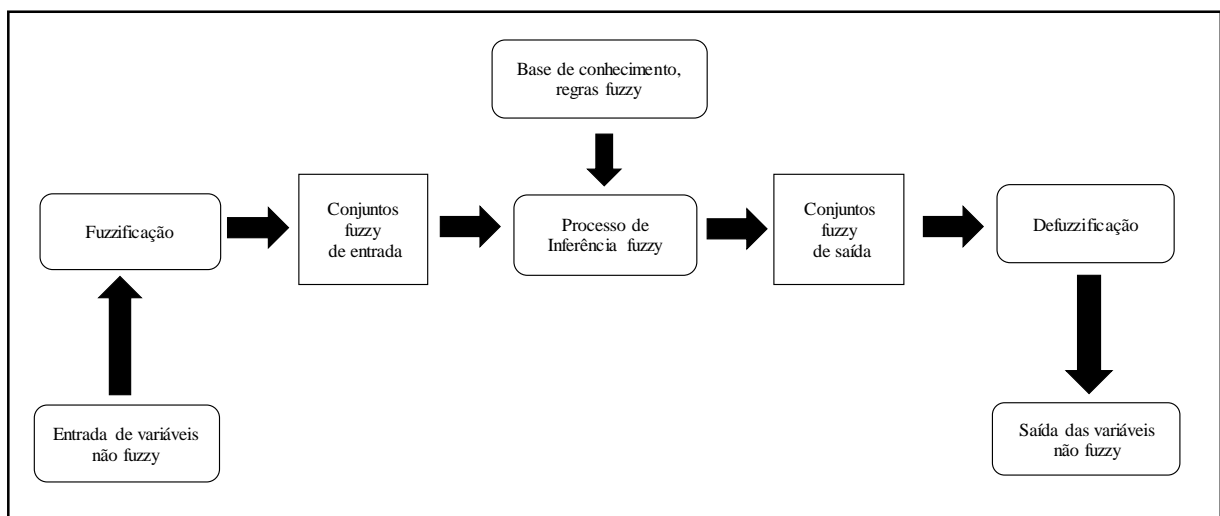 Base de conhecimento,
regras fuzzy
Fuzzificação
Conjuntos
fuzzy
de entrada
Processo de
Inferência fuzzy
Conjuntos
fuzzy
de saída
Defuzzificação
Entrada de variáveis
não fuzzy
Saída das variáveis
não fuzzy